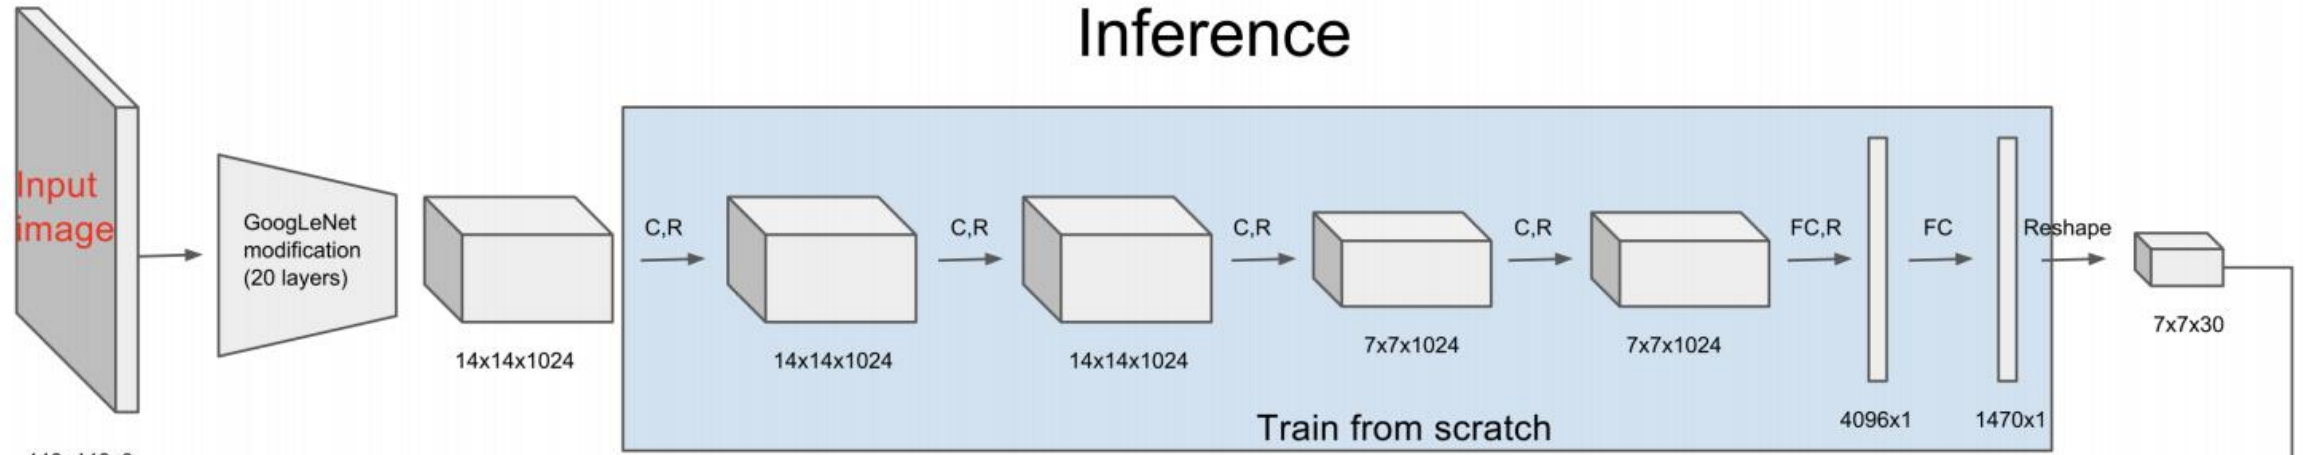 Inference
Input
image
GoogLeNet
modification
(20 layers)
C,R
C,R
C,R
C,R
FC,R
FC
Reshape
14x14x1024
14x14x1024
14x14x1024
7x7x1024
7x7x1024
4096x1
1470x1
7x7x30
Train from scratch